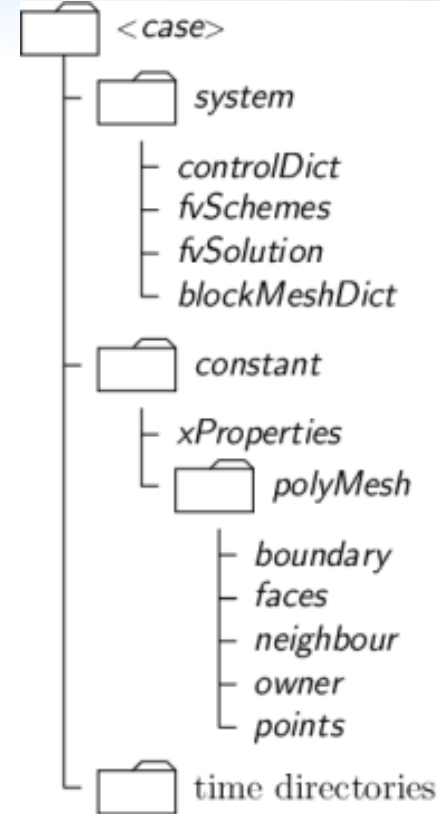 <case>
system
controlDict
fvSchemes
fvSolution
blockMeshDict
constant
xProperties
polyMesh
boundary
faces
neighbour
owner
points
time directories